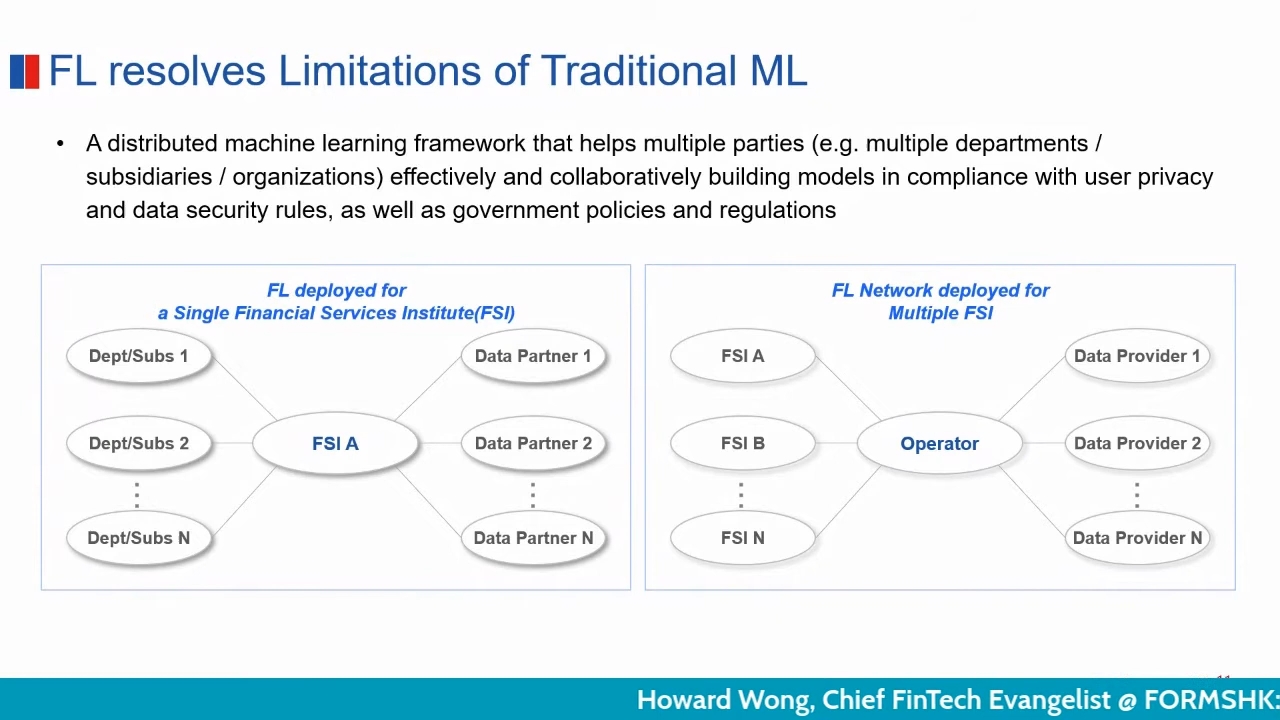 FL resolves Limitations of Traditional ML
• A distributed machine learning framework that helps multiple parties (e.g. multiple departments /
subsidiaries / organizations) effectively and collaboratively building models in compliance with user privacy
and data security rules, as well as government policies and regulations
FL deployed for
a Single Financial Services Institute(FSI)
Dept/Subs 1
Data Partner 1
Dept/Subs 2
FSI A
Data Partner 2
Dept/Subs N
Data Partner N
FL Network deployed for
Multiple FSI
FSI A
Data Provider 1
FSI B
Operator
Data Provider 2
FSI N
Data Provider N
Howard Wong, Chief FinTech Evangelist @ FORMSHK: